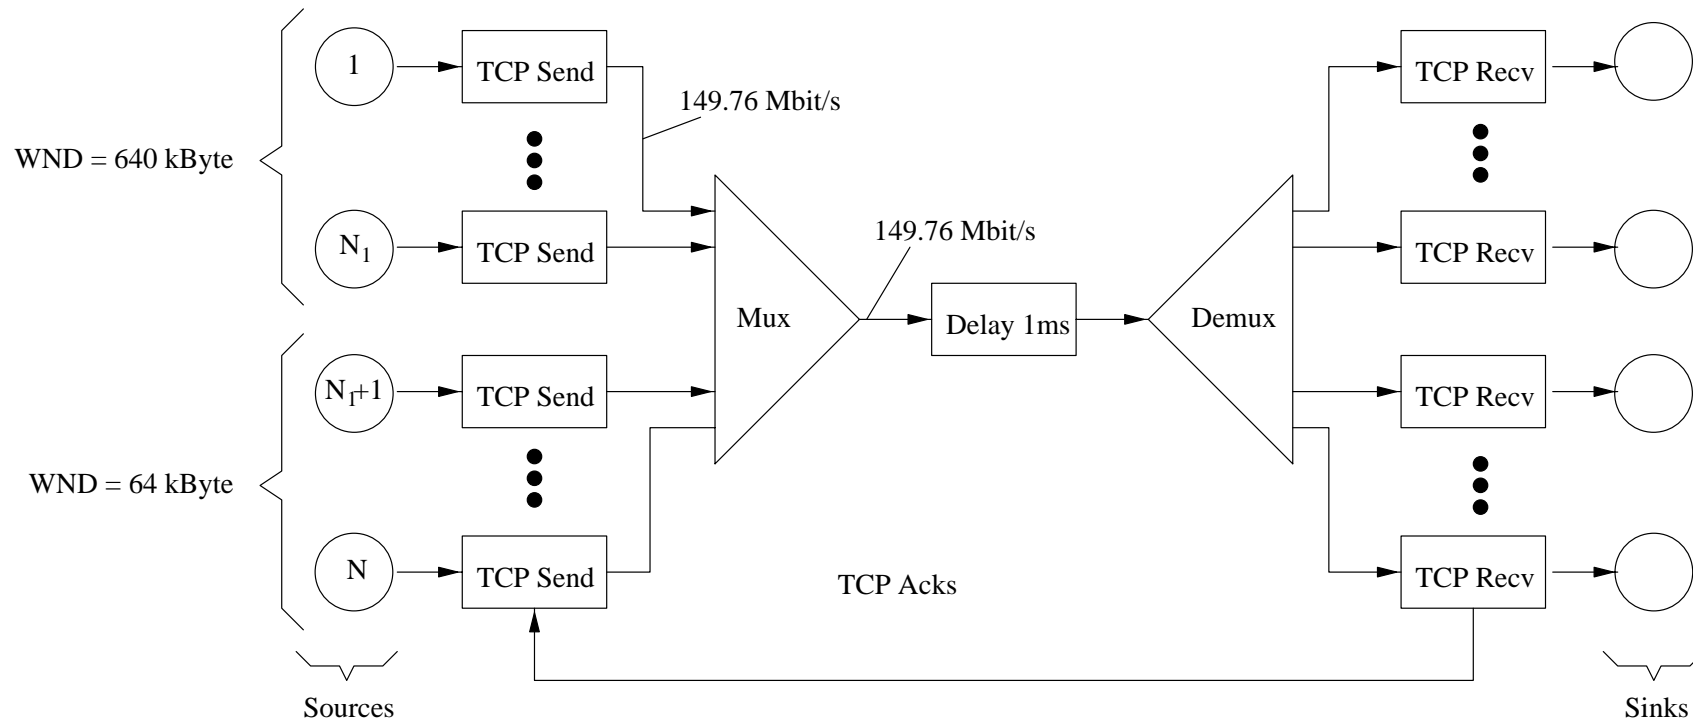 1
TCP Send
TCP Recv
149.76 Mbit/s
WND = 640 kByte
N1
TCP Send
149.76 Mbit/s
TCP Recv
Mux
Delay 1ms
Demux
N1+1
TCP Send
TCP Recv
WND = 64 kByte
N
TCP Send
TCP Acks
TCP Recv
Sources
Sinks